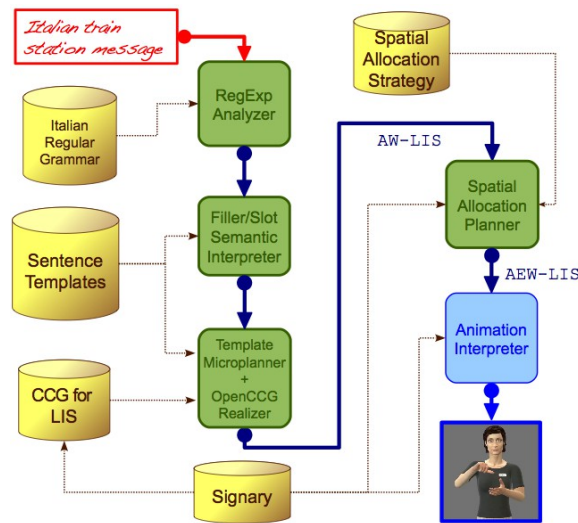 Italian train
station message
Spatial
Allocation
Strategy
RegExp
Analyzer
Italian
Regular
Grammar
AW-LIS
Spatial
Allocation
Planner
Filler/Slot
Semantic
Interpreter
Sentence
Templates
AEW-LIS
Animation
Interpreter
Template
Microplanner
+
OpenCCG
Realizer
CCG for
LIS
Signary